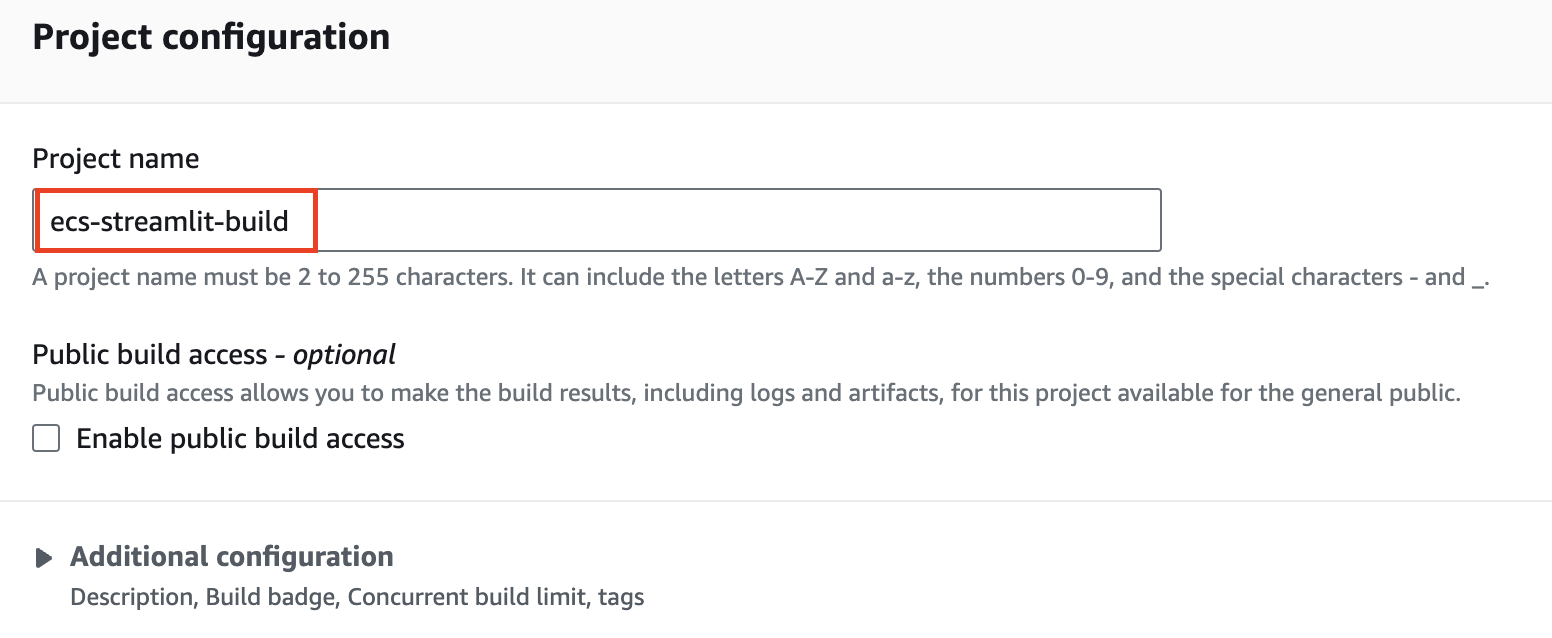 Project configuration
Project name
ecs-streamlit-build
A project name must be 2 to 255 characters. It can include the letters A-Z and a-z, the numbers 0-9, and the special characters - and _.
Public build access - optional
Public build access allows you to make the build results, including logs and artifacts, for this project available for the general public.
Enable public build access
Additional configuration
Description, Build badge, Concurrent build limit, tags